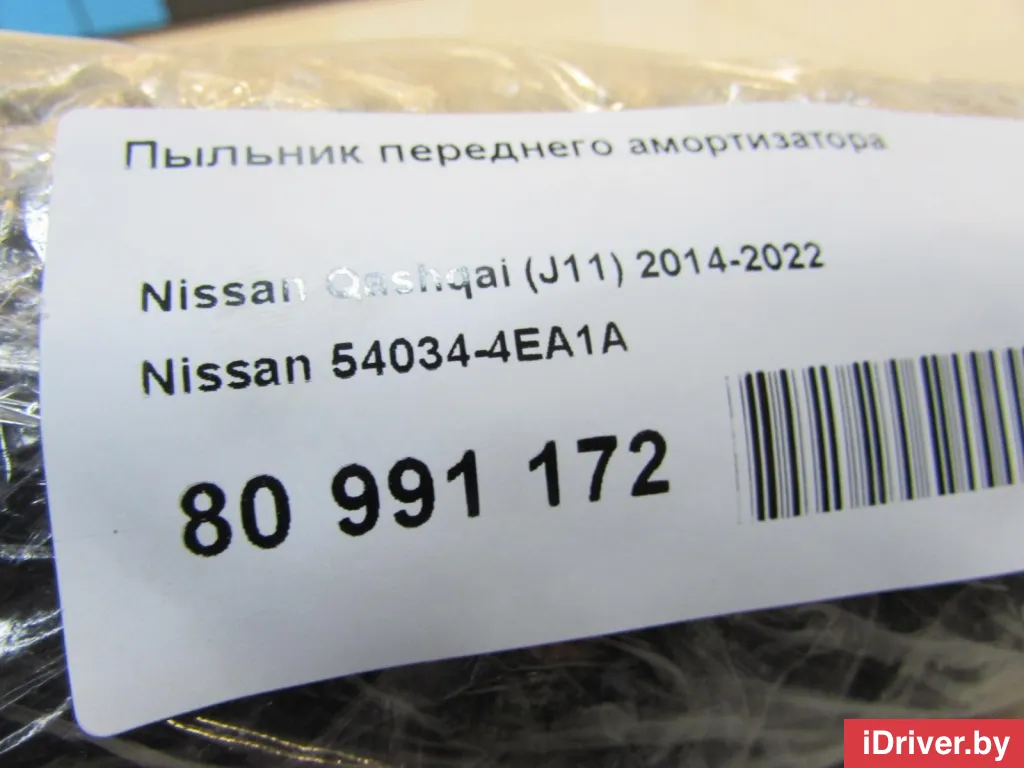 Пыльник переднего амортизатора
Nissan Qashqai (J11) 2014-2022
Nissan 54034-4EA1A
80 991 172
iDriver.by